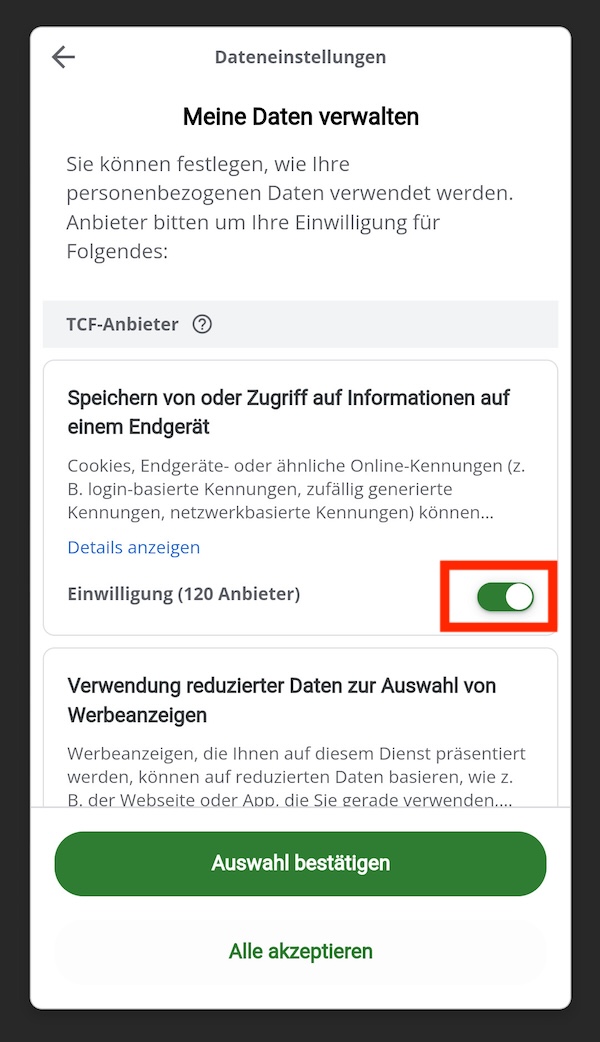 Dateneinstellungen
Meine Daten verwalten
Sie können festlegen, wie Ihre
personenbezogenen Daten verwendet werden.
Anbieter bitten um Ihre Einwilligung für
Folgendes:
TCF-Anbieter ?
Speichern von oder Zugriff auf Informationen auf
einem Endgerät
Cookies, Endgeräte- oder ähnliche Online-Kennungen (z.
B. login-basierte Kennungen, zufällig generierte
Kennungen, netzwerkbasierte Kennungen) können...
Details anzeigen
Einwilligung (120 Anbieter)
Verwendung reduzierter Daten zur Auswahl von
Werbeanzeigen
Werbeanzeigen, die Ihnen auf diesem Dienst präsentiert
werden, können auf reduzierten Daten basieren, wie z.
B. der Webseite oder App, die Sie gerade verwenden,...
Auswahl bestätigen
Alle akzeptieren